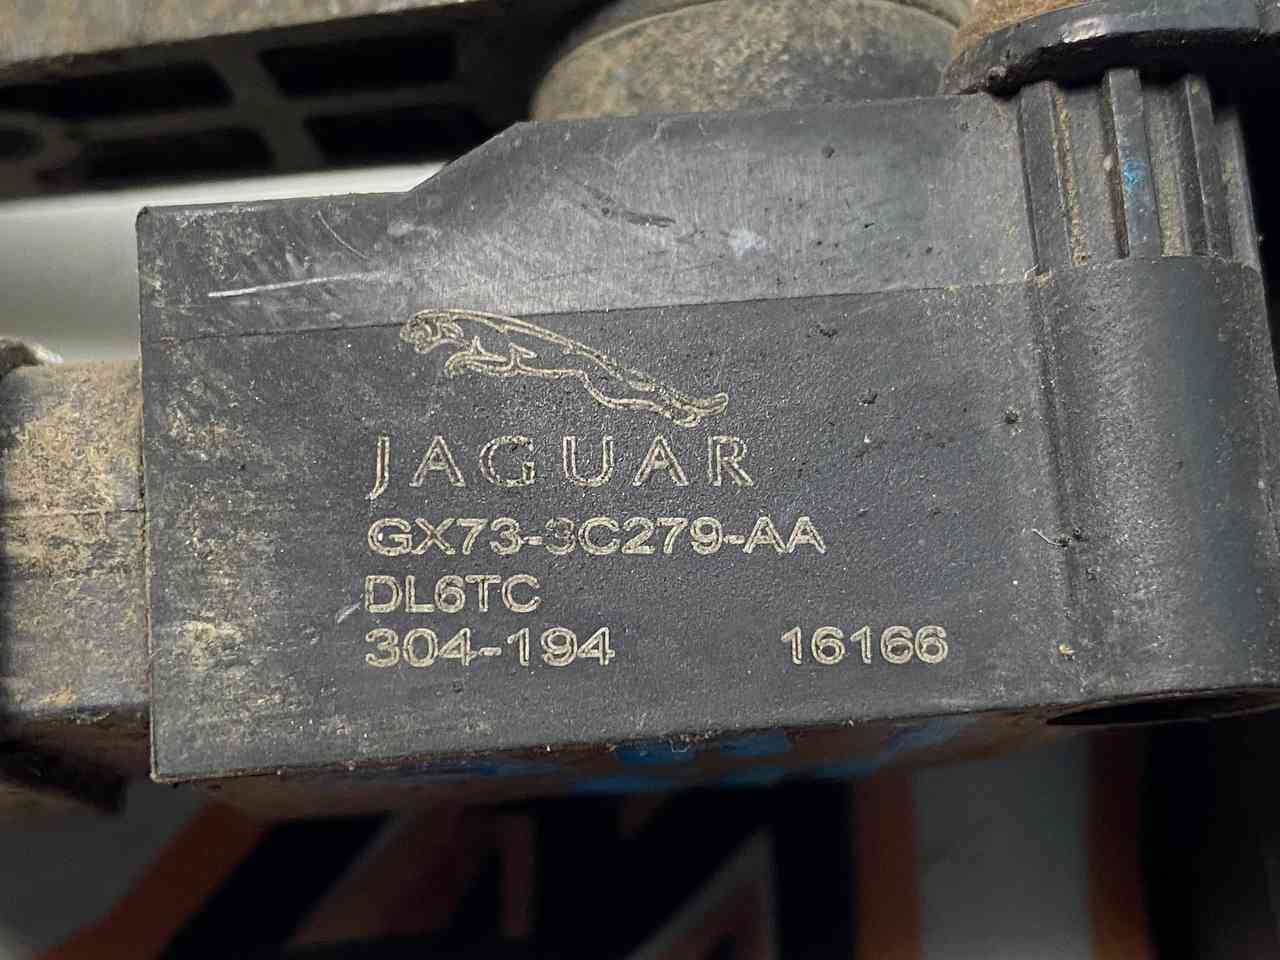 JAGUAR
GX73-3C279-AA
DL6TC
304-194
16166